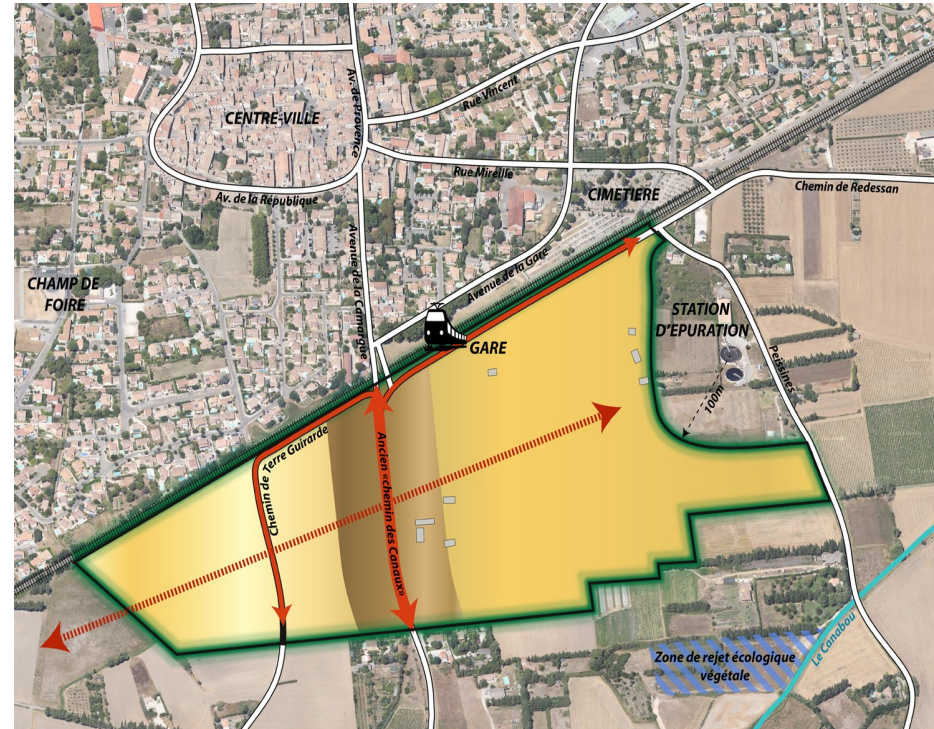 CENTRE-VILLE
Av. de Provence
Rue Vincent
Rue Mireille
Av. de la République
CIMETIERE
Chemin de Redessan
Avenue de la Camargue
Avenue de la Gare
CHAMP DE
FOIRE
GARE
STATION
D'EPURATION
Peissines
100m
Chemin de Terre Guirarde
Ancien «chemin des Canaux»
Zone de rejet écologique
végétale
Le Canabou